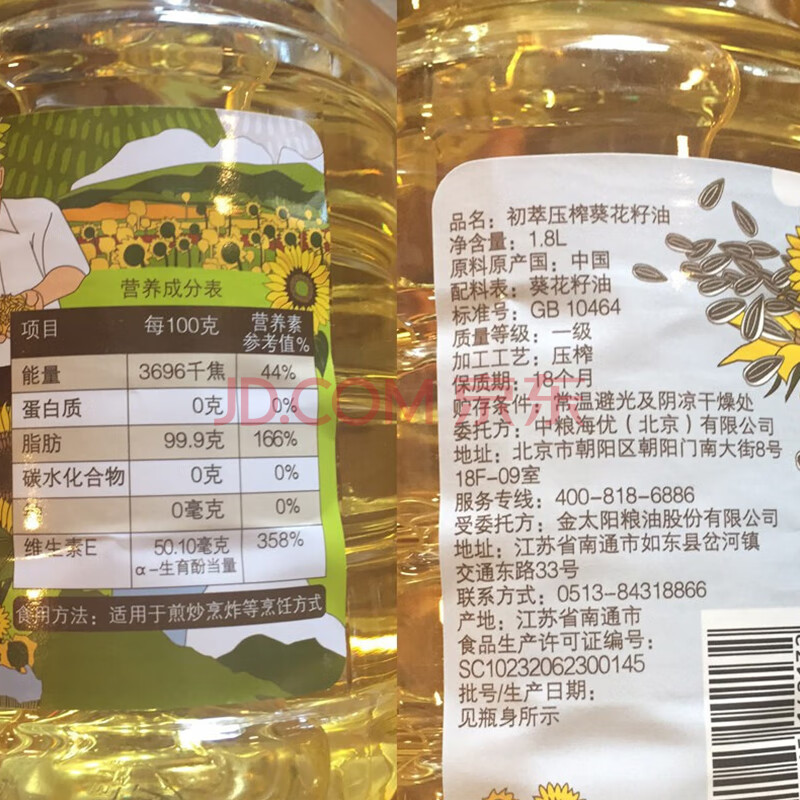 营养成分表
项目 每100克 营养素参考值%
能量 3696千焦 44%
蛋白质 0克 0%
脂肪 99.9克 166%
碳水化合物 0克 0%
0毫克 0%
维生素E 50.10毫克 α-生育酚当量 358%
食用方法：适用于煎炒烹炸等烹饪方式
JD.COM 京东
品名：初萃压榨葵花籽油
净含量：1.8L
原料原产国：中国
配料表：葵花籽油
标准号：GB 10464
质量等级：一级
加工工艺：压榨
保质期：18个月
贮存条件：常温避光及阴凉干燥处
委托方：中粮海优（北京）有限公司
地址：北京市朝阳区朝阳门南大街8号
18F-09室
服务专线：400-818-6886
受委托方：金太阳粮油股份有限公司
地址：江苏省南通市如东县岔河镇
交通东路33号
联系方式：0513-84318866
产地：江苏省南通市
食品生产许可证编号：
SC10232062300145
批号/生产日期：
见瓶身所示